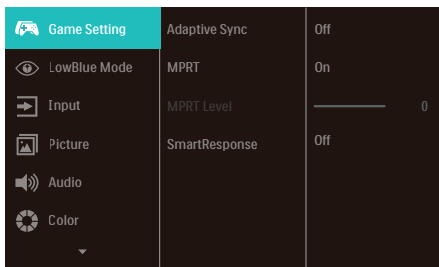 Game Setting Adaptive Sync Off
LowBlue Mode MPRT On
Input MPRT Level 0
Picture SmartResponse Off
Audio
Color